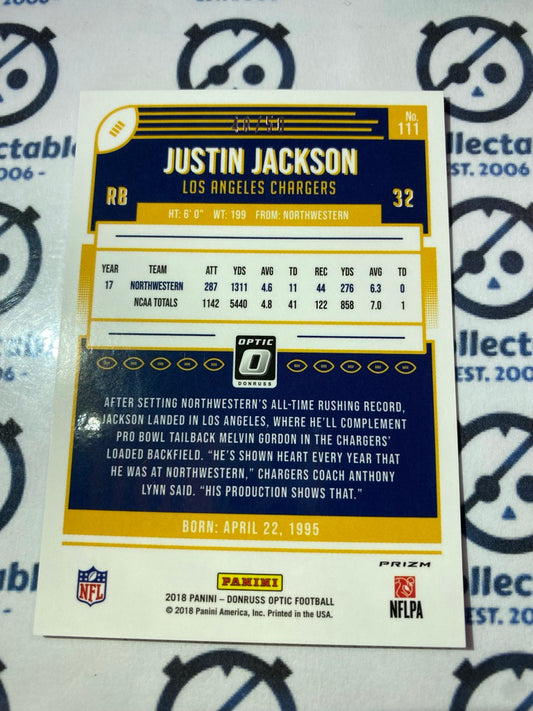 No.
111
JUSTIN JACKSON
LOS ANGELES CHARGERS
RB
32
HT: 6' 0" WT: 199 FROM: NORTHWESTERN
YEAR TEAM ATT YDS AVG TD REC YDS AVG TD
17 NORTHWESTERN 287 1311 4.6 11 44 276 6.3 0
NCAA TOTALS 1142 5440 4.8 41 122 858 7.0 1
OPTIC
DONRUSS
AFTER SETTING NORTHWESTERN'S ALL-TIME RUSHING RECORD,
JACKSON LANDED IN LOS ANGELES, WHERE HE'LL COMPLEMENT
PRO BOWL TAILBACK MELVIN GORDON IN THE CHARGERS'
LOADED BACKFIELD. "HE'S SHOWN HEART EVERY YEAR THAT
HE WAS AT NORTHWESTERN," CHARGERS COACH ANTHONY
LYNN SAID. "HIS PRODUCTION SHOWS THAT."
BORN: APRIL 22, 1995
PRIZM
NFL
PANINI
NFLPA
2018 PANINI – DONRUSS OPTIC FOOTBALL
© 2018 Panini America, Inc. Printed in the USA.